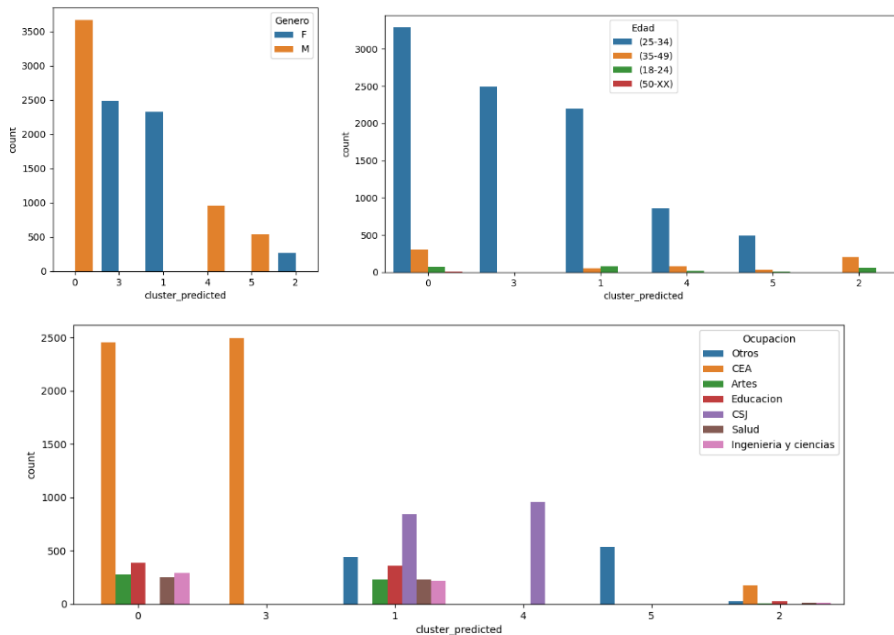 Genero
F
M
3500
3000
2500
2000
1500
1000
500
0
count
0 3 1 4 5 2
cluster_predicted
Edad
(25-34)
(35-49)
(18-24)
(50-XX)
3000
2500
2000
1500
1000
500
0
count
0 3 1 4 5 2
cluster_predicted
Ocupacion
Otros
CEA
Artes
Educacion
CSJ
Salud
Ingenieria y ciencias
2500
2000
1500
1000
500
0
count
0 3 1 4 5 2
cluster_predicted